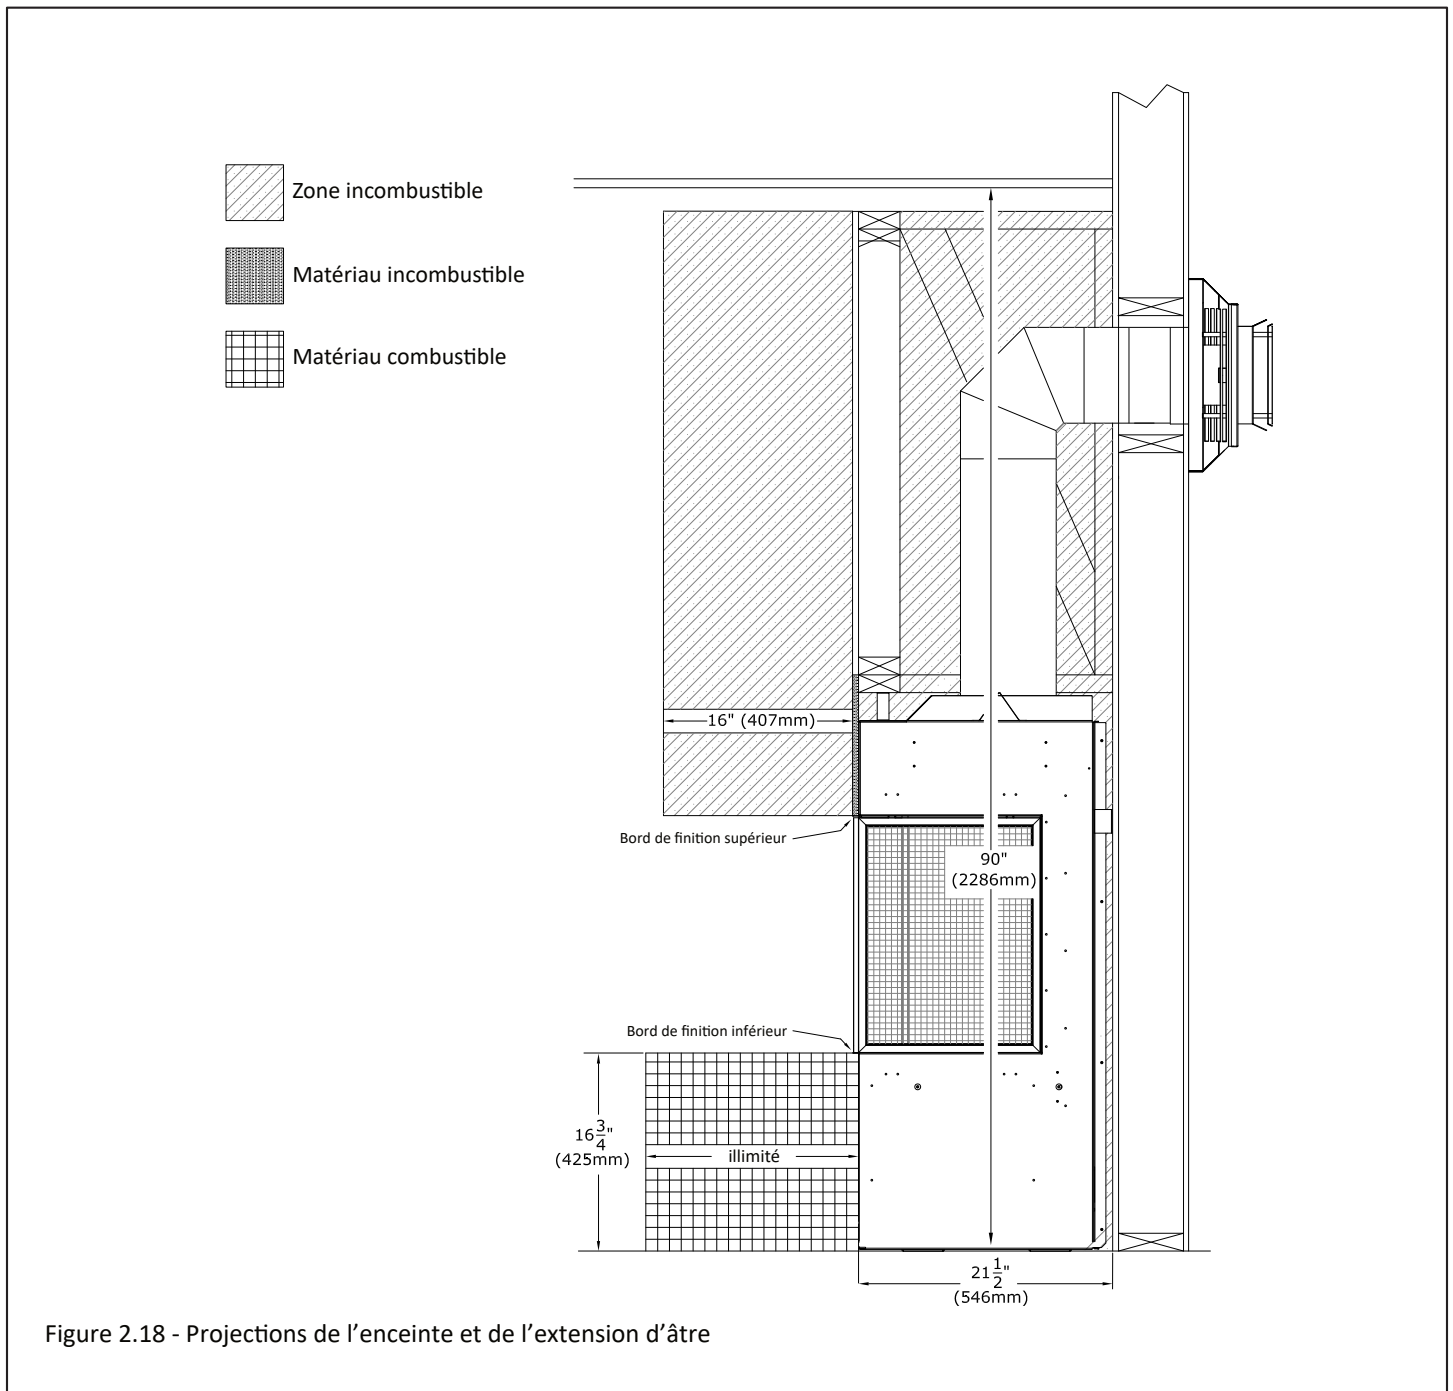 Zone incombustible
Matériau incombustible
Matériau combustible
16" (407mm)
Bord de finition supérieur
90"
(2286mm)
Bord de finition inférieur
16 3/4"
(425mm)
illimité
21 1/2"
(546mm)
Figure 2.18 - Projections de l’enceinte et de l’extension d’âtre